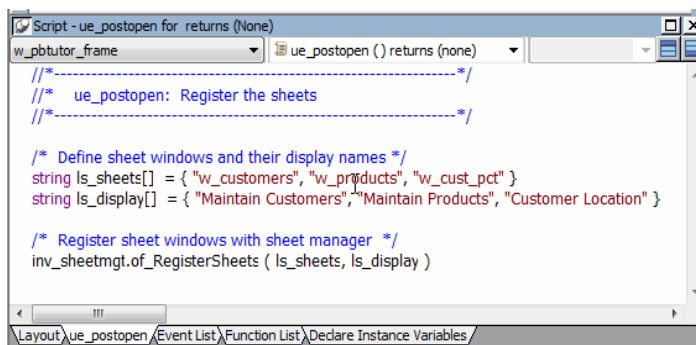 Script - ue_postopen for returns (None)
w_pbtutor_frame
ue_postopen ( ) returns (none)
//*-----------------------------------------------------------------*/
//* ue_postopen: Register the sheets
//*-----------------------------------------------------------------*/
/* Define sheet windows and their display names */
string ls_sheets[] = { "w_customers", "w_products", "w_cust_pct" }
string ls_display[] = { "Maintain Customers", "Maintain Products", "Customer Location" }
/* Register sheet windows with sheet manager */
inv_sheetmgt.of_RegisterSheets ( ls_sheets, ls_display )
Layout ue_postopen Event List Function List Declare Instance Variables